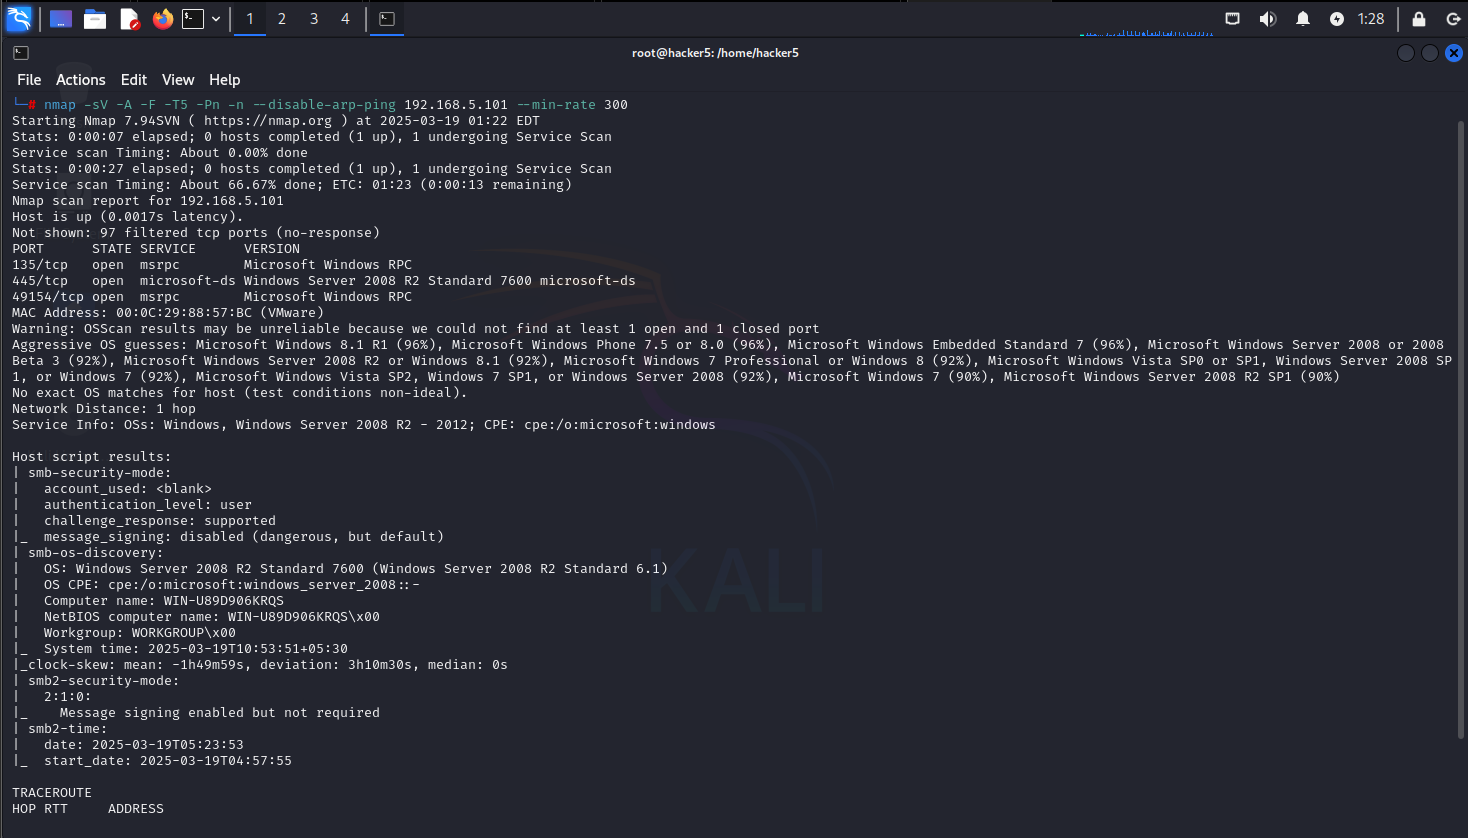 1 2 3 4 1:28
root@hacker5: /home/hacker5
File Actions Edit View Help
└─# nmap -sV -A -F -T5 -Pn -n --disable-arp-ping 192.168.5.101 --min-rate 300
Starting Nmap 7.94SVN ( https://nmap.org ) at 2025-03-19 01:22 EDT
Stats: 0:00:07 elapsed; 0 hosts completed (1 up), 1 undergoing Service Scan
Service scan Timing: About 0.00% done
Stats: 0:00:27 elapsed; 0 hosts completed (1 up), 1 undergoing Service Scan
Service scan Timing: About 66.67% done; ETC: 01:23 (0:00:13 remaining)
Nmap scan report for 192.168.5.101
Host is up (0.0017s latency).
Not shown: 97 filtered tcp ports (no-response)
PORT      STATE SERVICE      VERSION
135/tcp   open  msrpc        Microsoft Windows RPC
445/tcp   open  microsoft-ds Windows Server 2008 R2 Standard 7600 microsoft-ds
49154/tcp open  msrpc        Microsoft Windows RPC
MAC Address: 00:0C:29:88:57:BC (VMware)
Warning: OSScan results may be unreliable because we could not find at least 1 open and 1 closed port
Aggressive OS guesses: Microsoft Windows 8.1 R1 (96%), Microsoft Windows Phone 7.5 or 8.0 (96%), Microsoft Windows Embedded Standard 7 (96%), Microsoft Windows Server 2008 or 2008
Beta 3 (92%), Microsoft Windows Server 2008 R2 or Windows 8.1 (92%), Microsoft Windows 7 Professional or Windows 8 (92%), Microsoft Windows Vista SP0 or SP1, Windows Server 2008 SP
1, or Windows 7 (92%), Microsoft Windows Vista SP2, Windows 7 SP1, or Windows Server 2008 (92%), Microsoft Windows 7 (90%), Microsoft Windows Server 2008 R2 SP1 (90%)
No exact OS matches for host (test conditions non-ideal).
Network Distance: 1 hop
Service Info: OSs: Windows, Windows Server 2008 R2 - 2012; CPE: cpe:/o:microsoft:windows
Host script results:
| smb-security-mode:
|   account_used: <blank>
|   authentication_level: user
|   challenge_response: supported
|_  message_signing: disabled (dangerous, but default)
| smb-os-discovery:
|   OS: Windows Server 2008 R2 Standard 7600 (Windows Server 2008 R2 Standard 6.1)
|   OS CPE: cpe:/o:microsoft:windows_server_2008::-
|   Computer name: WIN-U89D906KRQS
|   NetBIOS computer name: WIN-U89D906KRQS\x00
|   Workgroup: WORKGROUP\x00
|_  System time: 2025-03-19T10:53:51+05:30
|_clock-skew: mean: -1h49m59s, deviation: 3h10m30s, median: 0s
| smb2-security-mode:
|   2:1:0:
|_    Message signing enabled but not required
| smb2-time:
|   date: 2025-03-19T05:23:53
|_  start_date: 2025-03-19T04:57:55
TRACEROUTE
HOP RTT     ADDRESS
KALI